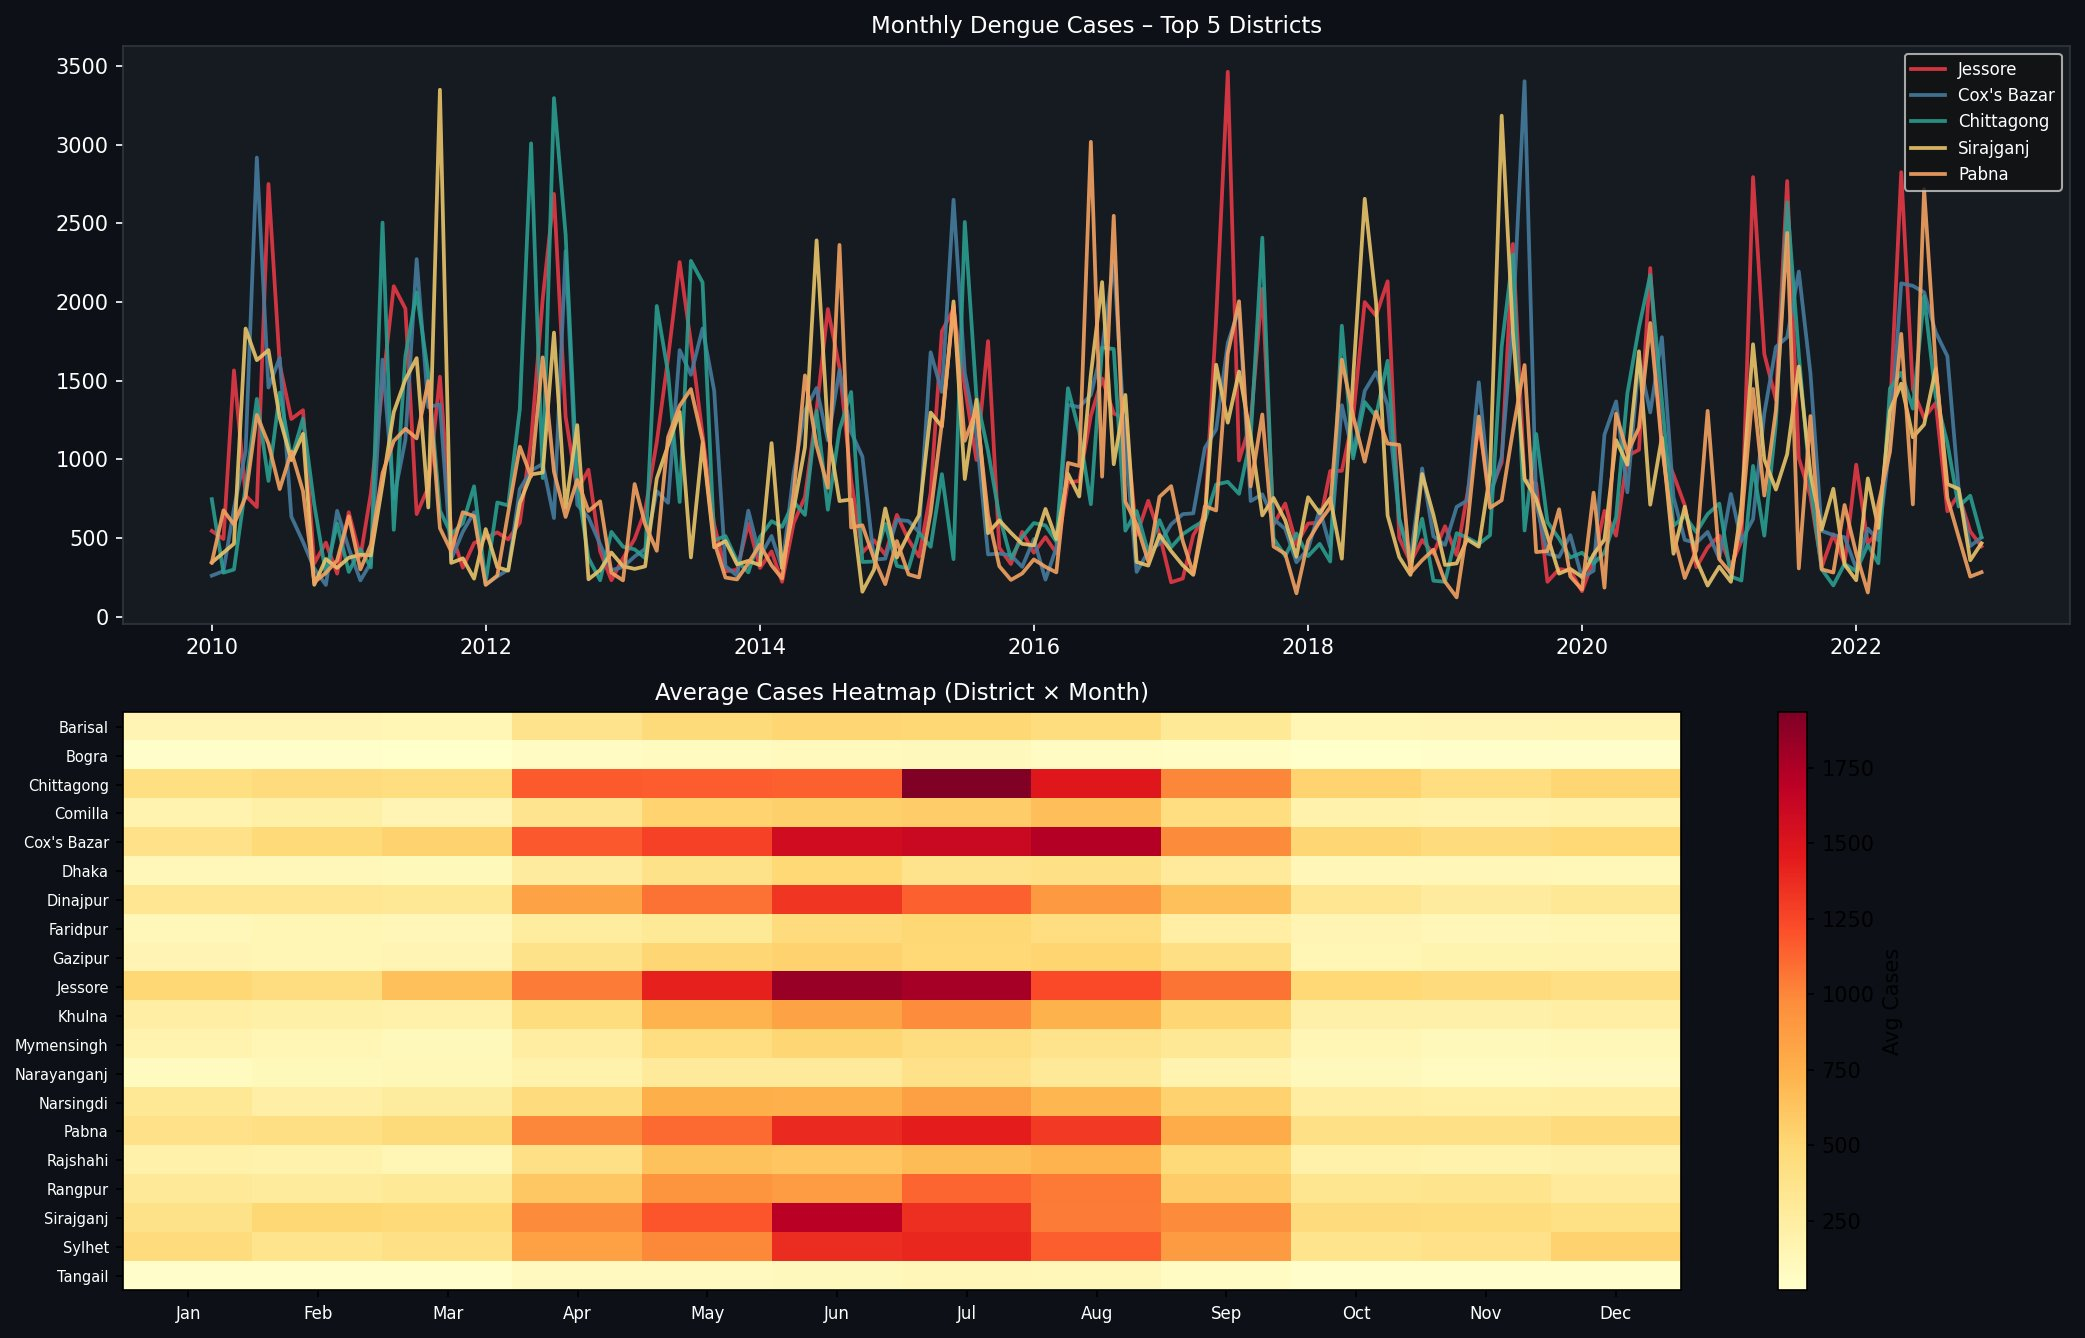 Monthly Dengue Cases – Top 5 Districts
3500
3000
2500
2000
1500
1000
500
0
Jessore
Cox's Bazar
Chittagong
Sirajganj
Pabna
2010 2012 2014 2016 2018 2020 2022
Average Cases Heatmap (District × Month)
Barisal
Bogra
Chittagong
Comilla
Cox's Bazar
Dhaka
Dinajpur
Faridpur
Gazipur
Jessore
Khulna
Mymensingh
Narayanganj
Narsingdi
Pabna
Rajshahi
Rangpur
Sirajganj
Sylhet
Tangail
Jan Feb Mar Apr May Jun Jul Aug Sep Oct Nov Dec
1750
1500
1250
1000
750
500
250
Avg Cases